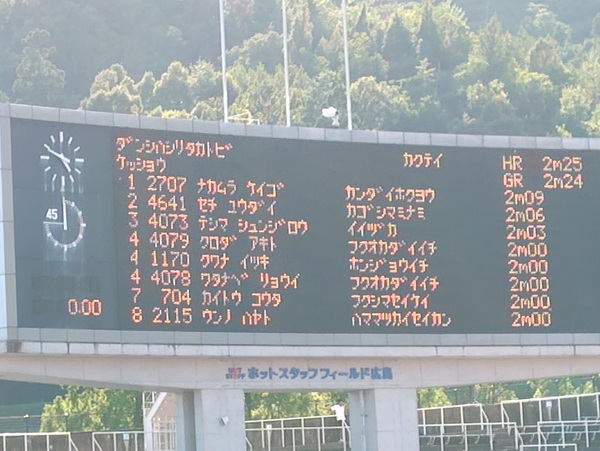 ダンシハシリタカトビ
ケッショウ
カクテイ
HR 2m25
GR 2m24
1 2707 ナカムラ ケイゴ カンダイホクヨウ 2m09
2 4641 セチ ユウダイ カゴシマミナミ 2m06
3 4073 テシマ シュンジロウ イイヅカ 2m03
4 4079 クロダ アキト フクオカダイイチ 2m00
4 1170 クワナ イツキ ホンジョウイチ 2m00
4 4078 ワタナベ リョウイ フクオカダイイチ 2m00
7 704 カイトウ コウタ フクシマセイケイ 2m00
8 2115 ウンノ ハヤト ハママツカイセイカン 2m00
45
0.00
HOT STAFF ホットスタッフフィールド広島